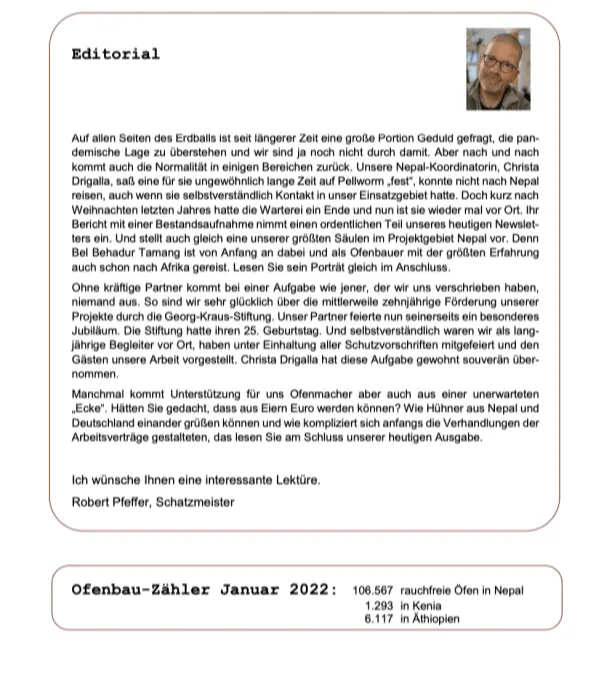 Editorial
Auf allen Seiten des Erdballs ist seit längerer Zeit eine große Portion Geduld gefragt, die pan-
demische Lage zu überstehen und wir sind ja noch nicht durch damit. Aber nach und nach
kommt auch die Normalität in einigen Bereichen zurück. Unsere Nepal-Koordinatorin, Christa
Drigalla, saß eine für sie ungewöhnlich lange Zeit auf Pellworm „fest“, konnte nicht nach Nepal
reisen, auch wenn sie selbstverständlich Kontakt in unser Einsatzgebiet hatte. Doch kurz nach
Weihnachten letzten Jahres hatte die Warterei ein Ende und nun ist sie wieder mal vor Ort. Ihr
Bericht mit einer Bestandsaufnahme nimmt einen ordentlichen Teil unseres heutigen Newslet-
ters ein. Und stellt auch gleich eine unserer größten Säulen im Projektgebiet Nepal vor. Denn
Bel Behadur Tamang ist von Anfang an dabei und als Ofenbauer mit der größten Erfahrung
auch schon nach Afrika gereist. Lesen Sie sein Porträt gleich im Anschluss.
Ohne kräftige Partner kommt bei einer Aufgabe wie jener, der wir uns verschrieben haben,
niemand aus. So sind wir sehr glücklich über die mittlerweile zehnjährige Förderung unserer
Projekte durch die Georg-Kraus-Stiftung. Unser Partner feierte nun seinerseits ein besonderes
Jubiläum. Die Stiftung hatte ihren 25. Geburtstag. Und selbstverständlich waren wir als lang-
jährige Begleiter vor Ort, haben unter Einhaltung aller Schutzvorschriften mitgefeiert und den
Gästen unsere Arbeit vorgestellt. Christa Drigalla hat diese Aufgabe gewohnt souverän über-
nommen.
Manchmal kommt Unterstützung für uns Ofenmacher aber auch aus einer unerwarteten
„Ecke“. Hätten Sie gedacht, dass aus Eiern Euro werden können? Wie Hühner aus Nepal und
Deutschland einander grüßen können und wie kompliziert sich anfangs die Verhandlungen der
Arbeitsverträge gestalteten, das lesen Sie am Schluss unserer heutigen Ausgabe.
Ich wünsche Ihnen eine interessante Lektüre.
Robert Pfeffer, Schatzmeister
Ofenbau-Zähler Januar 2022: 106.567 rauchfreie Öfen in Nepal
1.293 in Kenia
6.117 in Äthiopien